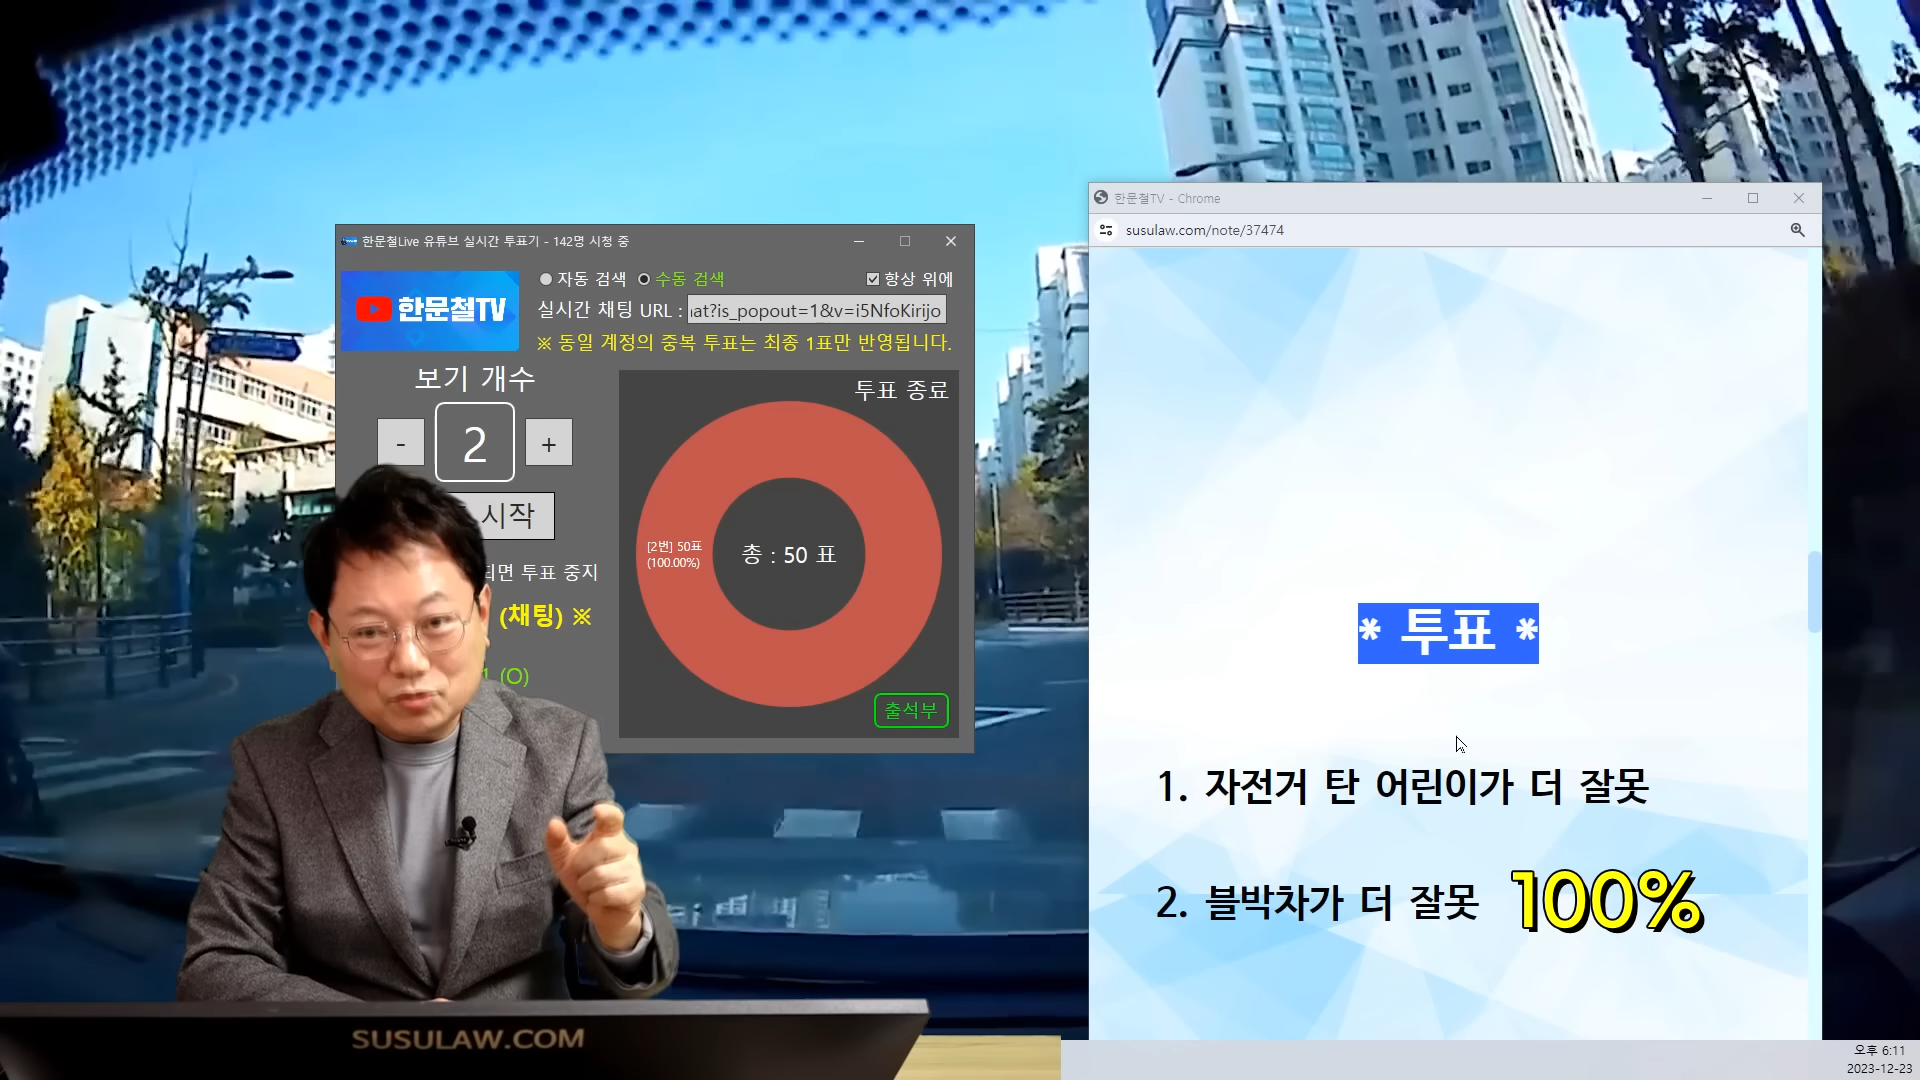 한문철Live 유튜브 실시간 투표기 - 142명 시청 중
한문철TV
자동 검색 수동 검색 항상 위에
실시간 채팅 URL : at?is_popout=1&v=i5NfoKirijo
※ 동일 계정의 중복 투표는 최종 1표만 반영됩니다.
보기 개수
- 2 +
시작
되면 투표 중지
(채팅) ※
1 (O)
투표 종료
[2번] 50표
(100.00%)
총 : 50 표
출석부
한문철TV - Chrome
susulaw.com/note/37474
* 투표 *
1. 자전거 탄 어린이가 더 잘못
2. 블박차가 더 잘못 100%
SUSULAW.COM
오후 6:11
2023-12-23